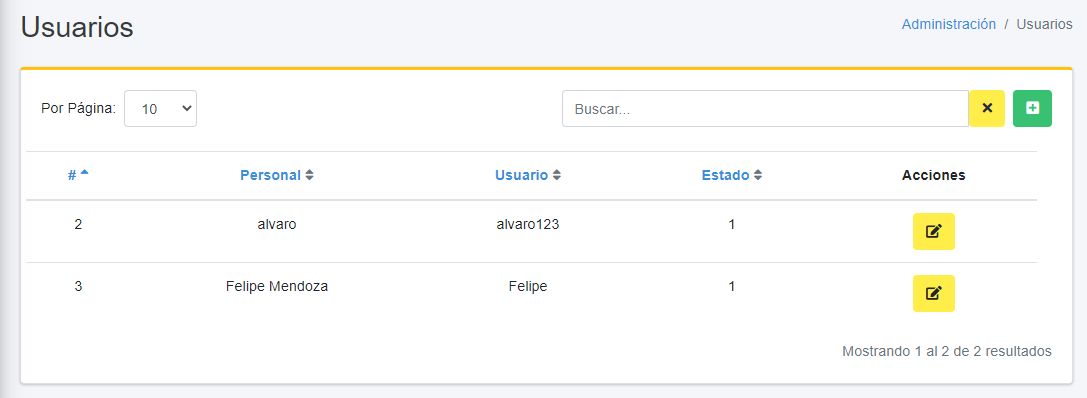 Usuarios
Administración / Usuarios
Por Página: 10
Buscar...
# Personal Usuario Estado Acciones
2 alvaro alvaro123 1
3 Felipe Mendoza Felipe 1
Mostrando 1 al 2 de 2 resultados